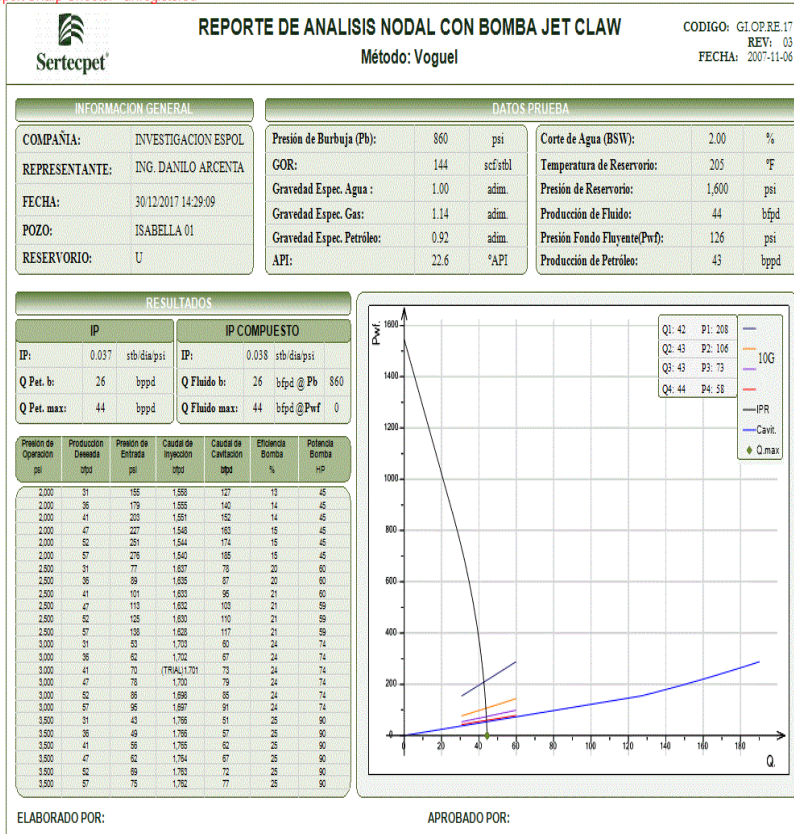 REPORTE DE ANALISIS NODAL CON BOMBA JET CLAW
Método: Voguel
CODIGO: GI.OP.RE.17
REV: 03
FECHA: 2007-11-06
Sertecpet
INFORMACION GENERAL
COMPAÑIA: INVESTIGACION ESPOL
REPRESENTANTE: ING. DANILO ARCENTA
FECHA: 30/12/2017 14:29:09
POZO: ISABELLA 01
RESERVORIO: U
DATOS PRUEBA
Presión de Burbuja (Pb): 860 psi
GOR: 144 scf/stbl
Gravedad Espec. Agua : 1.00 adim.
Gravedad Espec. Gas: 1.14 adim.
Gravedad Espec. Petróleo: 0.92 adim.
API: 22.6 °API
Corte de Agua (BSW): 2.00 %
Temperatura de Reservorio: 205 °F
Presión de Reservorio: 1,600 psi
Producción de Fluido: 44 bfpd
Presión Fondo Fluyente(Pwf): 126 psi
Producción de Petróleo: 43 bppd
RESULTADOS
IP
IP: 0.037 stb/dia/psi
Q Pet. b: 26 bppd
Q Pet. max: 44 bppd
IP COMPUESTO
IP: 0.038 stb/dia/psi
Q Fluido b: 26 bfpd @ Pb 860
Q Fluido max: 44 bfpd @Pwf 0
Presión de Operación psi Producción Deseada bfpd Presión de Entrada psi Caudal de Inyección bfpd Caudal de Cavitación bfpd Eficiencia Bomba % Potencia Bomba HP
2,000 31 155 1,558 127 13 45
2,000 36 179 1,555 140 14 45
2,000 41 203 1,551 152 14 45
2,000 47 227 1,548 163 15 45
2,000 52 251 1,544 174 15 45
2,000 57 276 1,540 185 15 45
2,500 31 77 1,637 78 20 60
2,500 36 89 1,635 87 20 60
2,500 41 101 1,633 95 21 60
2,500 47 113 1,632 103 21 59
2,500 52 125 1,630 110 21 59
2,500 57 138 1,628 117 21 59
3,000 31 53 1,703 60 24 74
3,000 36 62 1,702 67 24 74
3,000 41 70 (TRIAL)1,701 73 24 74
3,000 47 78 1,700 79 24 74
3,000 52 86 1,698 85 24 74
3,000 57 95 1,697 91 24 74
3,500 31 43 1,766 51 25 90
3,500 36 49 1,766 57 25 90
3,500 41 56 1,765 62 25 90
3,500 47 62 1,764 67 25 90
3,500 52 69 1,763 72 25 90
3,500 57 75 1,762 77 25 90
Pwf.
1600
1400
1200
1000
800
600
400
200
0
0 20 40 60 80 100 120 140 160 180
Q.
Q1: 42 P1: 208
Q2: 43 P2: 106
Q3: 43 P3: 73
Q4: 44 P4: 58
10G
IPR
Cavit.
Q.max
ELABORADO POR:
APROBADO POR: